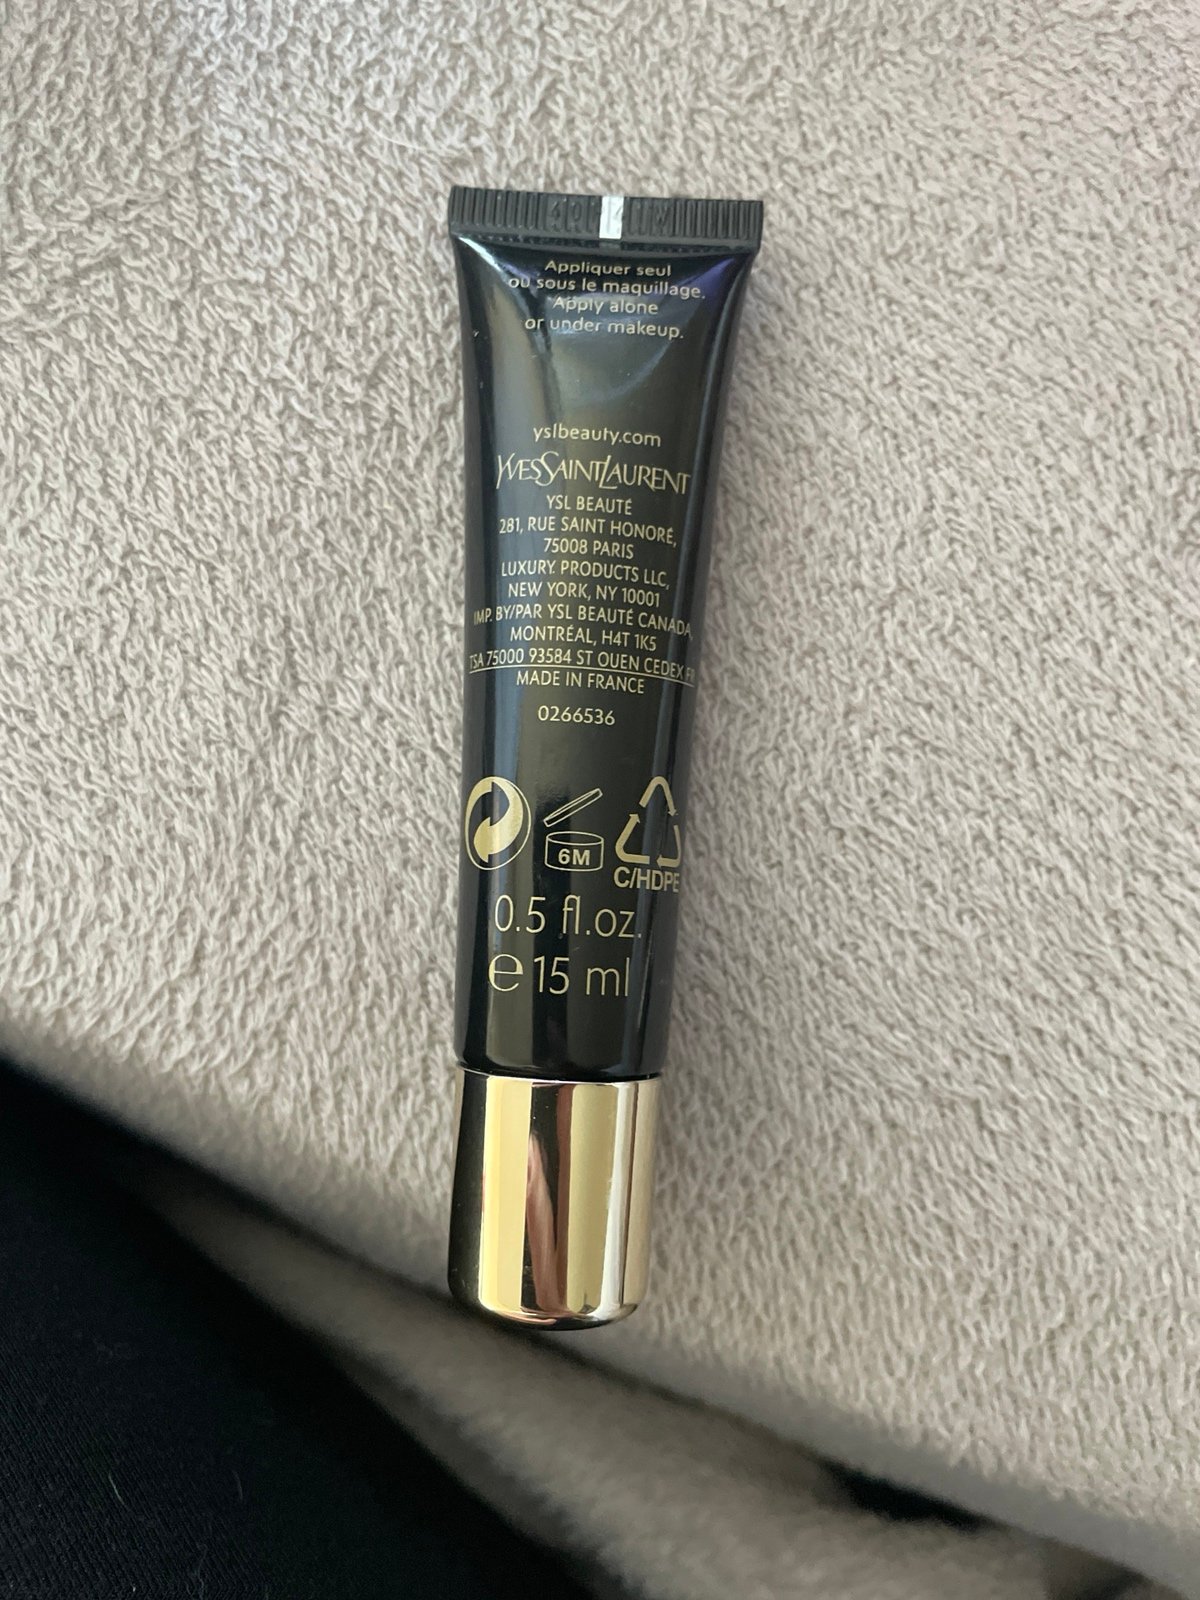 Appliquer seul
ou sous le maquillage.
Apply alone
or under makeup.
yslbeauty.com
YVESSAINTLAURENT
YSL BEAUTÉ
281, RUE SAINT HONORÉ,
75008 PARIS
LUXURY PRODUCTS LLC,
NEW YORK, NY 10001
IMP. BY/PAR YSL BEAUTÉ CANADA,
MONTRÉAL, H4T 1K5
TSA 75000 93584 ST OUEN CEDEX FR
MADE IN FRANCE
0266536
6M
C/HDPE
0.5 fl.oz.
℮ 15 ml